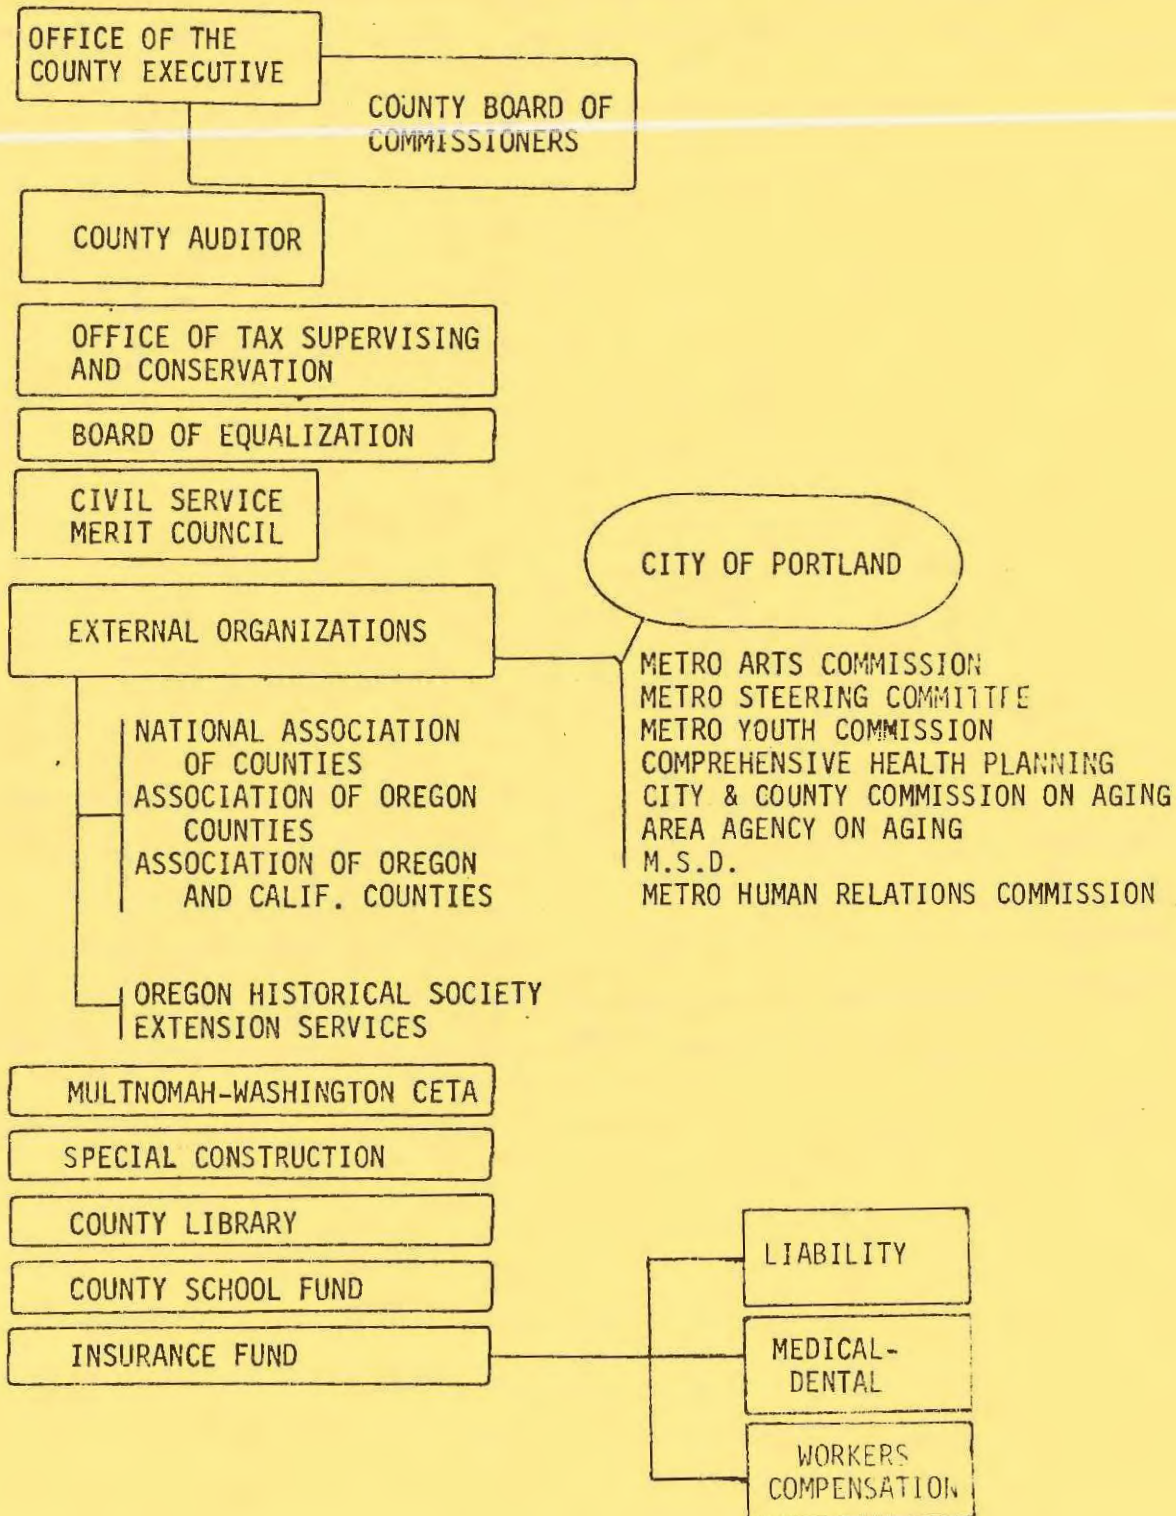 OFFICE OF THE
COUNTY EXECUTIVE
COUNTY BOARD OF
COMMISSIONERS
COUNTY AUDITOR
OFFICE OF TAX SUPERVISING
AND CONSERVATION
BOARD OF EQUALIZATION
CIVIL SERVICE
MERIT COUNCIL
EXTERNAL ORGANIZATIONS
CITY OF PORTLAND
METRO ARTS COMMISSION
METRO STEERING COMMITTEE
METRO YOUTH COMMISSION
COMPREHENSIVE HEALTH PLANNING
CITY & COUNTY COMMISSION ON AGING
AREA AGENCY ON AGING
M.S.D.
METRO HUMAN RELATIONS COMMISSION
NATIONAL ASSOCIATION
OF COUNTIES
ASSOCIATION OF OREGON
COUNTIES
ASSOCIATION OF OREGON
AND CALIF. COUNTIES
OREGON HISTORICAL SOCIETY
EXTENSION SERVICES
MULTNOMAH-WASHINGTON CETA
SPECIAL CONSTRUCTION
COUNTY LIBRARY
COUNTY SCHOOL FUND
INSURANCE FUND
LIABILITY
MEDICAL-
DENTAL
WORKERS
COMPENSATION